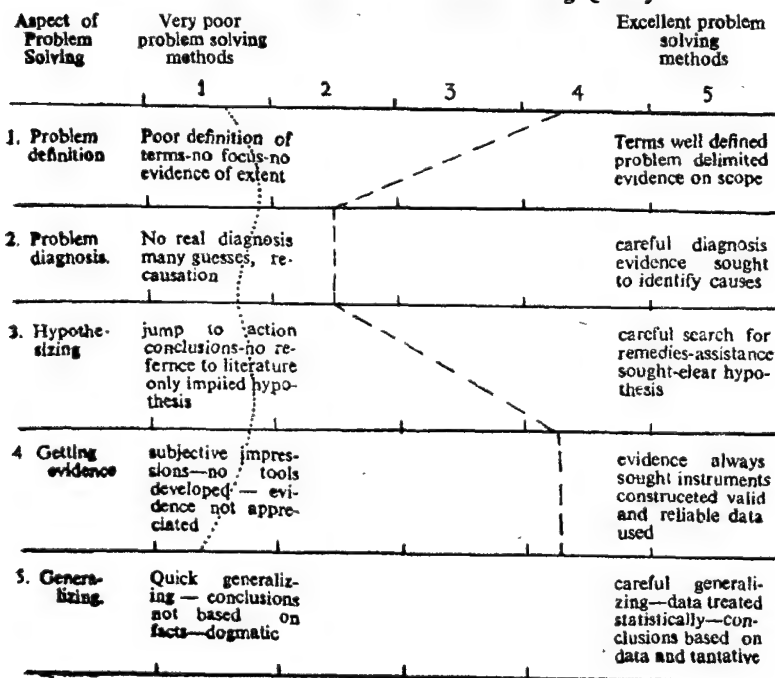 Aspect of Problem Solving
Very poor problem solving methods
Excellent problem solving methods
1 2 3 4 5
1. Problem definition
Poor definition of terms-no focus-no evidence of extent
Terms well defined problem delimited evidence on scope
2. Problem diagnosis.
No real diagnosis many guesses, re- causation
careful diagnosis evidence sought to identify causes
3. Hypothe- sizing
jump to action conclusions-no re- fernce to literature only implied hypo- thesis
careful search for remedies-assistance sought-clear hypo- thesis
4 Getting evidence
subjective impres- sions—no tools developed — evi- dence not appre- ciated
evidence always sought instruments construceted valid and reliable data used
5. Genera- lizing.
Quick generaliz- ing — conclusions not based on facts—dogmatic
careful generali- zing—data treated statistically—con- clusions based on data and tantative